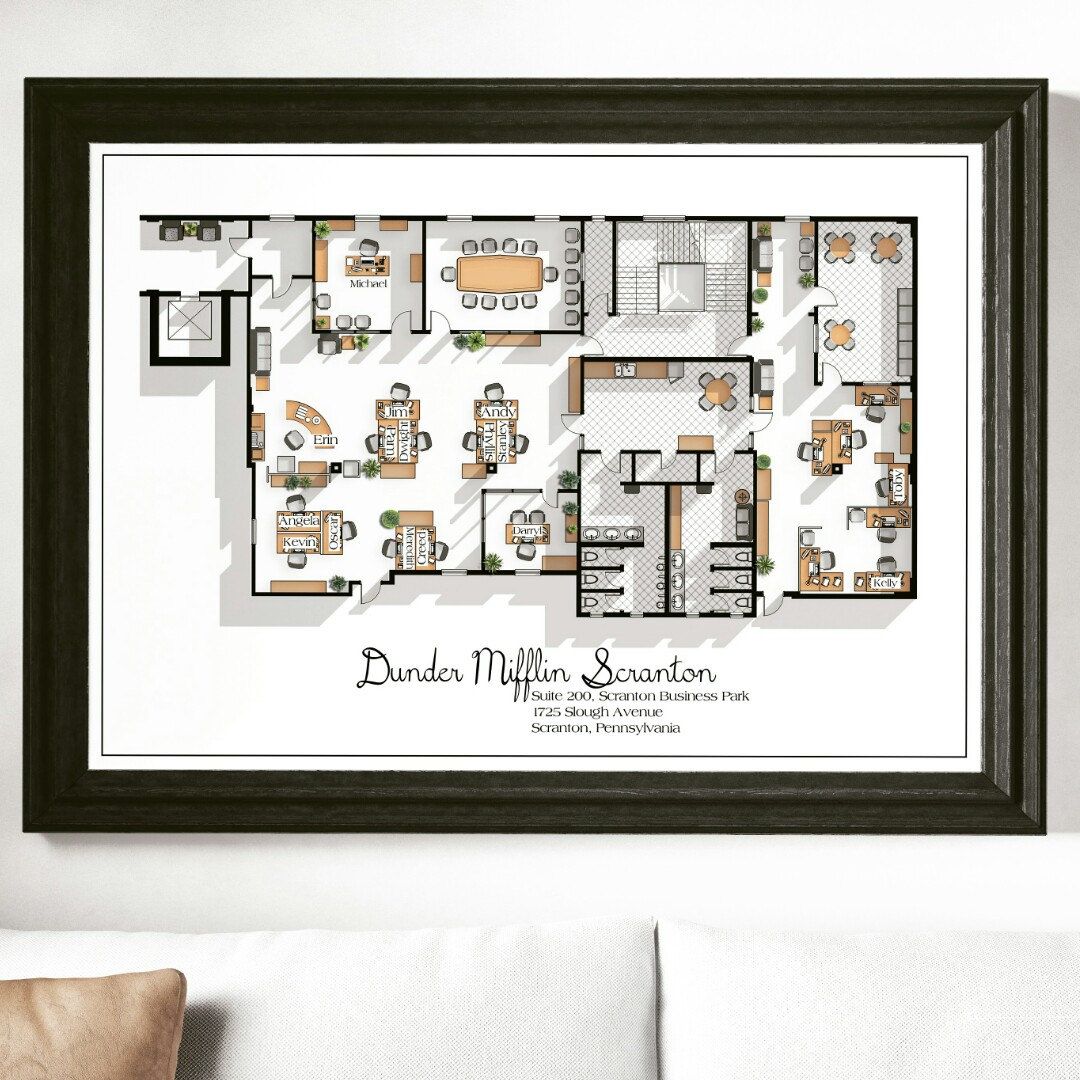 Michael
Jim
Andy
Pam
Dwight
Phyllis
Stanley
Erin
Toby
Angela
Oscar
Kevin
Meredith
Creed
Darryl
Kelly
Dunder Mifflin Scranton
Suite 200, Scranton Business Park
1725 Slough Avenue
Scranton, Pennsylvania